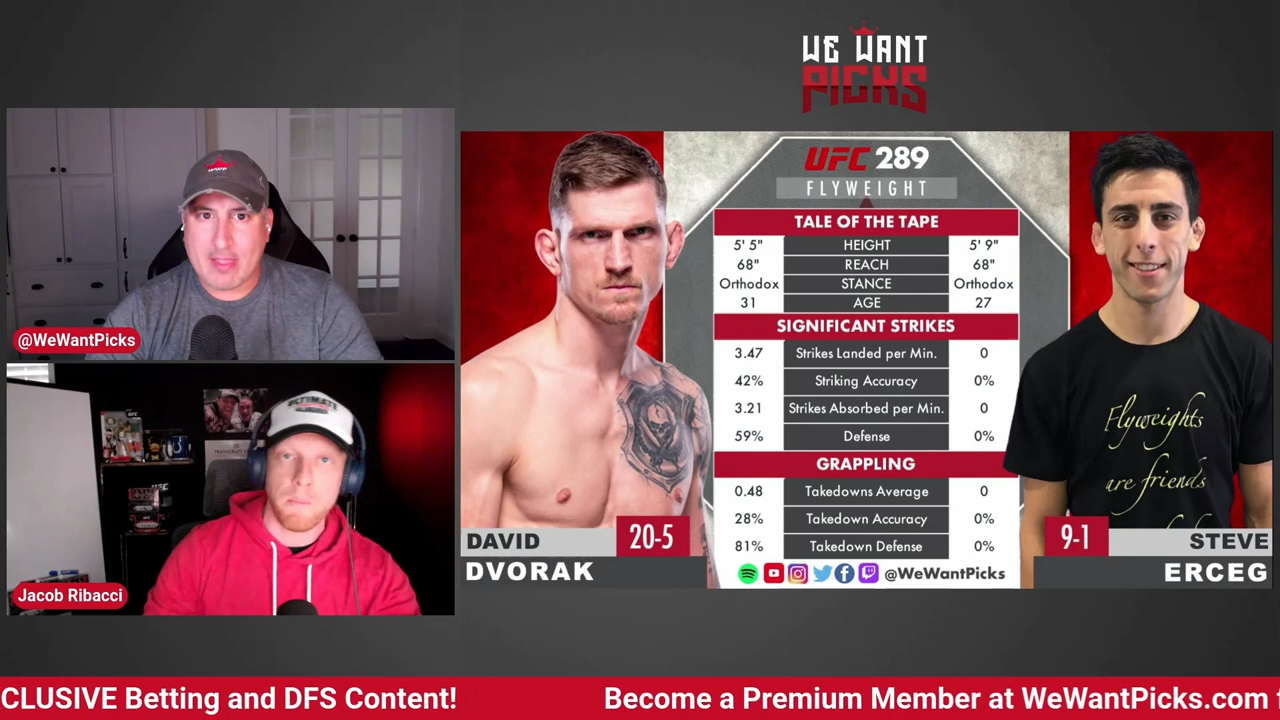 WE WANT
PICKS
WWP
@WeWantPicks
ULTIMATE
Jacob Ribacci
UFC 289
FLYWEIGHT
TALE OF THE TAPE
5' 5" HEIGHT 5' 9"
68" REACH 68"
Orthodox STANCE Orthodox
31 AGE 27
SIGNIFICANT STRIKES
3.47 Strikes Landed per Min. 0
42% Striking Accuracy 0%
3.21 Strikes Absorbed per Min. 0
59% Defense 0%
GRAPPLING
0.48 Takedowns Average 0
28% Takedown Accuracy 0%
81% Takedown Defense 0%
@WeWantPicks
DAVID 20-5
DVORAK
9-1 STEVE
ERCEG
Flyweights
are friends
CLUSIVE Betting and DFS Content! Become a Premium Member at WeWantPicks.com